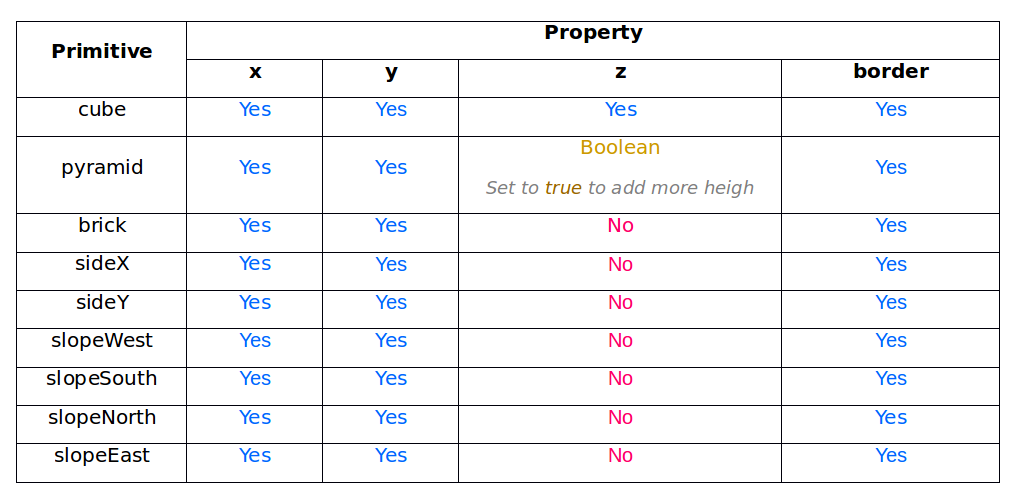 Primitive
Property
x y z border
cube Yes Yes Yes Yes
pyramid Yes Yes Boolean Yes
Set to true to add more heigh
brick Yes Yes No Yes
sideX Yes Yes No Yes
sideY Yes Yes No Yes
slopeWest Yes Yes No Yes
slopeSouth Yes Yes No Yes
slopeNorth Yes Yes No Yes
slopeEast Yes Yes No Yes